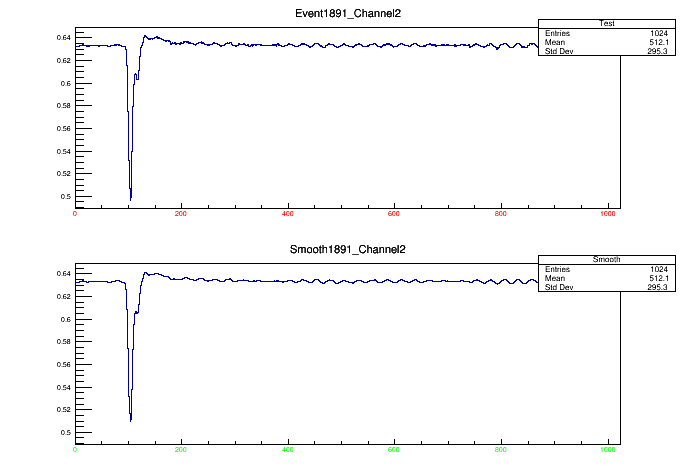 Event1891_Channel2
Test
Entries 1024
Mean 512.1
Std Dev 295.3
0.64
0.62
0.6
0.58
0.56
0.54
0.52
0.5
0 200 400 600 800 1000
Smooth1891_Channel2
Smooth
Entries 1024
Mean 512.1
Std Dev 295.3
0.64
0.62
0.6
0.58
0.56
0.54
0.52
0.5
0 200 400 600 800 1000